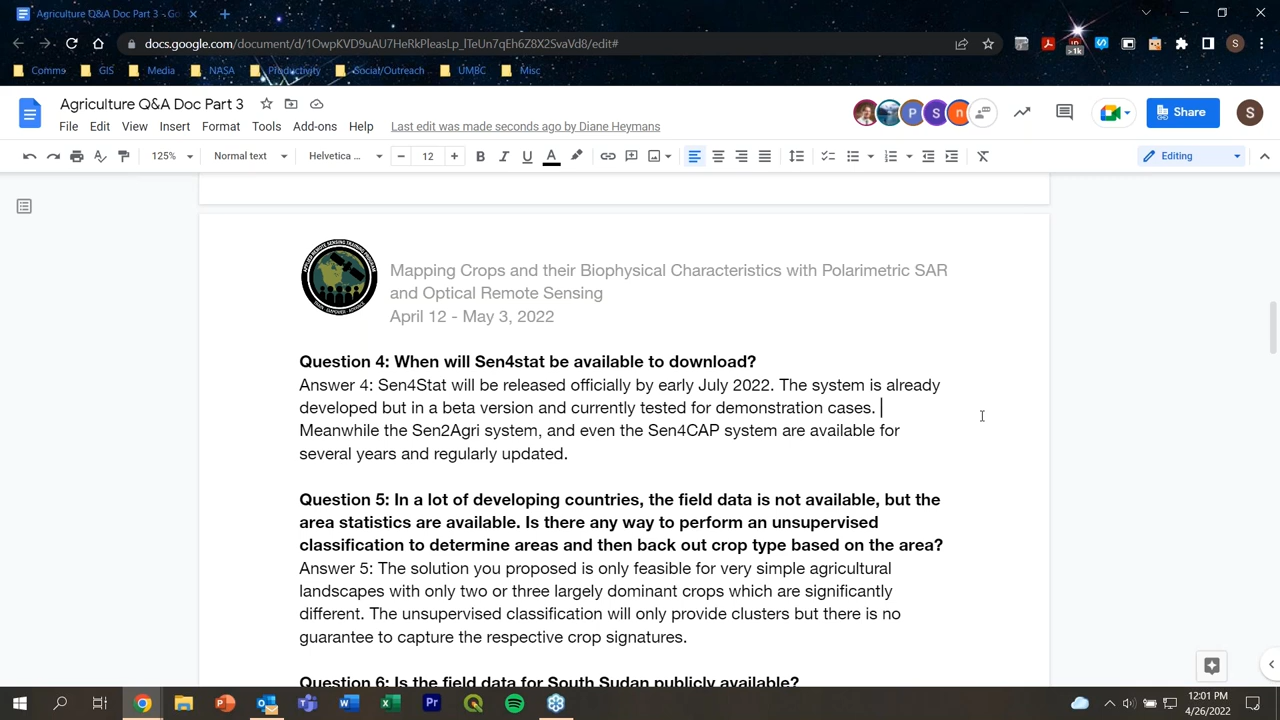 Agriculture Q&A Doc Part 3 - Go
docs.google.com/document/d/1OwpKVD9uAU7HeRkPleasLp_lTeUn7qEh6Z8X2SvaVd8/edit#
>1k
S
Comms GIS Media NASA Productivity Social/Outreach UMBC Misc
Agriculture Q&A Doc Part 3
P S n
Share
S
File Edit View Insert Format Tools Add-ons Help Last edit was made seconds ago by Diane Heymans
125% Normal text Helvetica ... 12 B I U A Editing
Mapping Crops and their Biophysical Characteristics with Polarimetric SAR
and Optical Remote Sensing
April 12 - May 3, 2022
Question 4: When will Sen4stat be available to download?
Answer 4: Sen4Stat will be released officially by early July 2022. The system is already
developed but in a beta version and currently tested for demonstration cases.
Meanwhile the Sen2Agri system, and even the Sen4CAP system are available for
several years and regularly updated.
Question 5: In a lot of developing countries, the field data is not available, but the
area statistics are available. Is there any way to perform an unsupervised
classification to determine areas and then back out crop type based on the area?
Answer 5: The solution you proposed is only feasible for very simple agricultural
landscapes with only two or three largely dominant crops which are significantly
different. The unsupervised classification will only provide clusters but there is no
guarantee to capture the respective crop signatures.
Question 6: Is the field data for South Sudan publicly available?
12:01 PM
4/26/2022